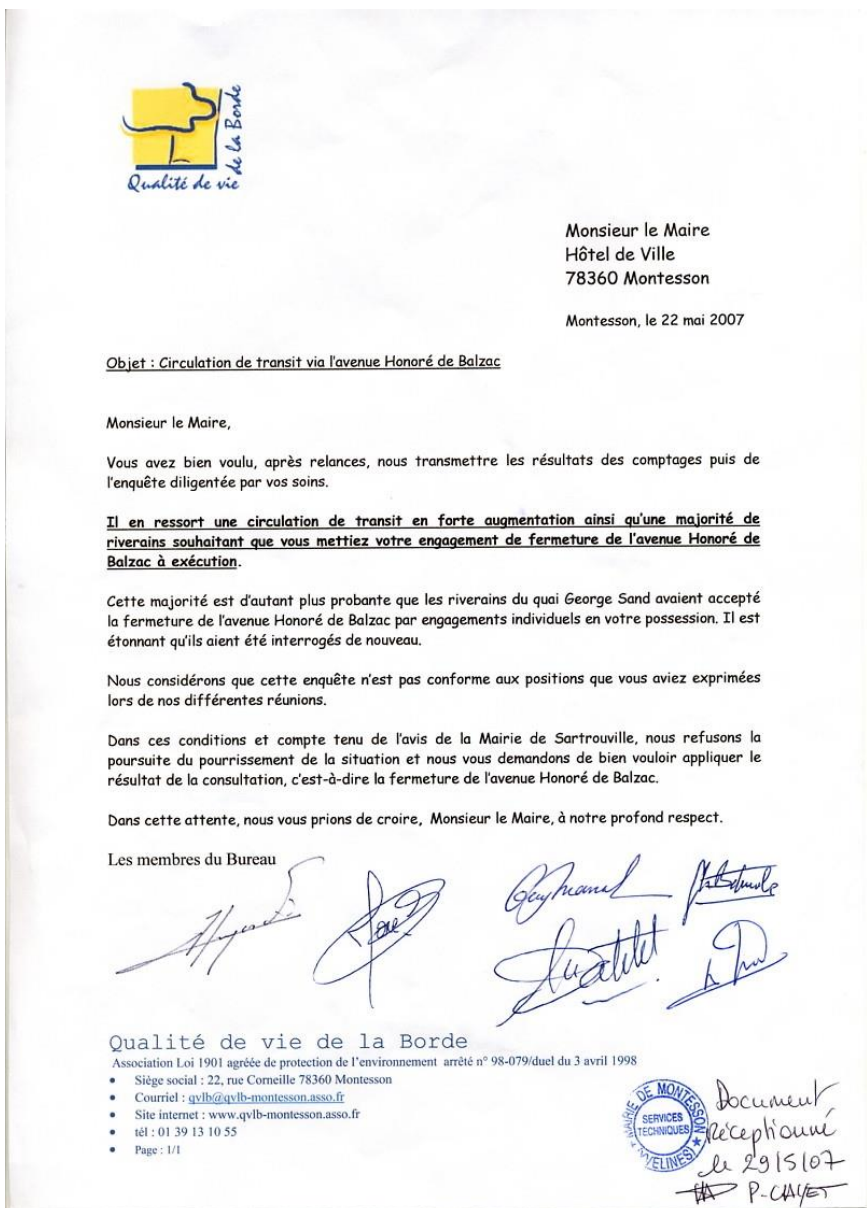 Qualité de vie
de la Borde
Monsieur le Maire
Hôtel de Ville
78360 Montesson
Montesson, le 22 mai 2007
Objet : Circulation de transit via l'avenue Honoré de Balzac
Monsieur le Maire,
Vous avez bien voulu, après relances, nous transmettre les résultats des comptages puis de
l'enquête diligentée par vos soins.
Il en ressort une circulation de transit en forte augmentation ainsi qu'une majorité de
riverains souhaitant que vous mettiez votre engagement de fermeture de l'avenue Honoré de
Balzac à exécution.
Cette majorité est d'autant plus probante que les riverains du quai George Sand avaient accepté
la fermeture de l'avenue Honoré de Balzac par engagements individuels en votre possession. Il est
étonnant qu'ils aient été interrogés de nouveau.
Nous considérons que cette enquête n'est pas conforme aux positions que vous aviez exprimées
lors de nos différentes réunions.
Dans ces conditions et compte tenu de l'avis de la Mairie de Sartrouville, nous refusons la
poursuite du pourrissement de la situation et nous vous demandons de bien vouloir appliquer le
résultat de la consultation, c'est-à-dire la fermeture de l'avenue Honoré de Balzac.
Dans cette attente, nous vous prions de croire, Monsieur le Maire, à notre profond respect.
Les membres du Bureau
Qualité de vie de la Borde
Association Loi 1901 agréée de protection de l'environnement arrêté n° 98-079/duel du 3 avril 1998
• Siège social : 22, rue Corneille 78360 Montesson
• Courriel : qvlb@qvlb-montesson.asso.fr
• Site internet : www.qvlb-montesson.asso.fr
• tél : 01 39 13 10 55
• Page : 1/1
MAIRIE DE MONTESSON
SERVICES
TECHNIQUES
(YVELINES)
Document
Réceptionné
le 29/5/07